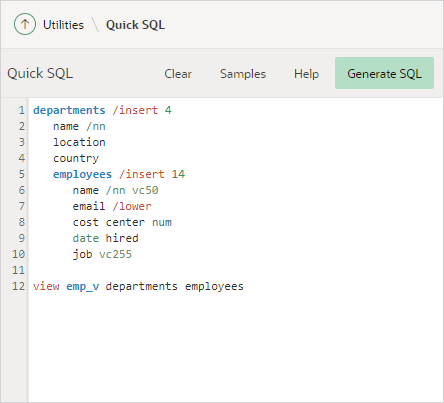 Utilities \ Quick SQL
Quick SQL Clear Samples Help Generate SQL
1 departments /insert 4
2 name /nn
3 location
4 country
5 employees /insert 14
6 name /nn vc50
7 email /lower
8 cost center num
9 date hired
10 job vc255
11
12 view emp_v departments employees